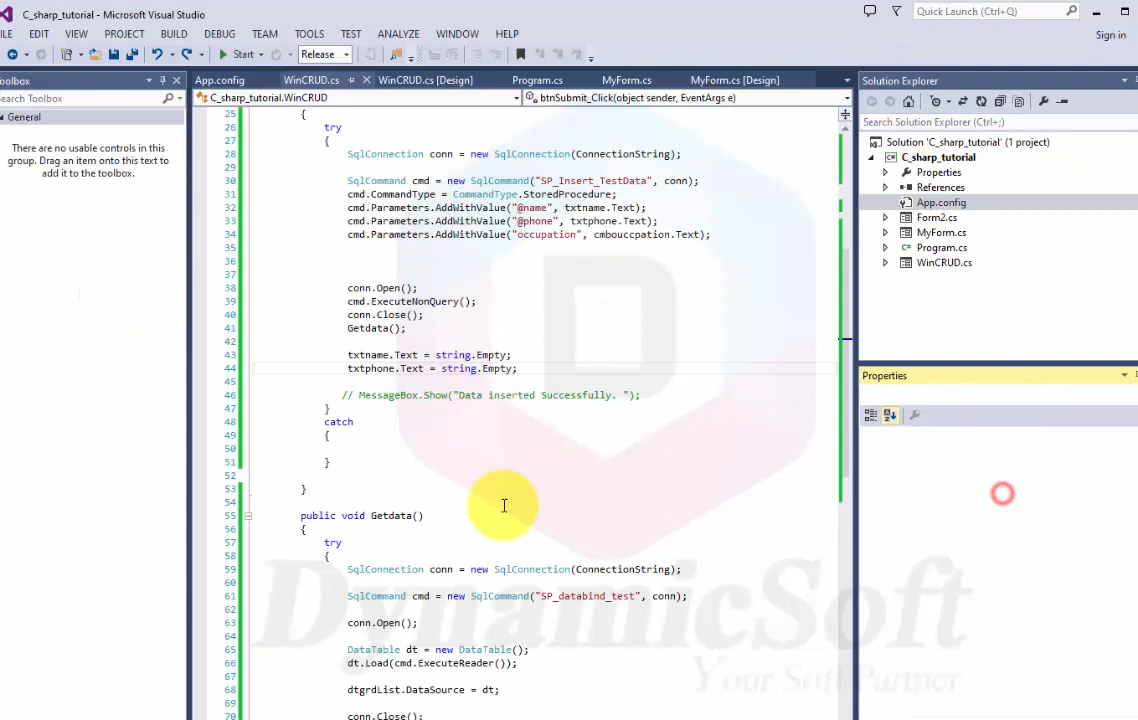 C_sharp_tutorial - Microsoft Visual Studio
Quick Launch (Ctrl+Q)
EDIT VIEW PROJECT BUILD DEBUG TEAM TOOLS TEST ANALYZE WINDOW HELP
Sign in
Start Release
Toolbox
Search Toolbox
General
There are no usable controls in this
group. Drag an item onto this text to
add it to the toolbox.
App.config WinCRUD.cs WinCRUD.cs [Design] Program.cs MyForm.cs MyForm.cs [Design]
C_sharp_tutorial.WinCRUD btnSubmit_Click(object sender, EventArgs e)
25 {
26 try
27 {
28 SqlConnection conn = new SqlConnection(ConnectionString);
29
30 SqlCommand cmd = new SqlCommand("SP_Insert_TestData", conn);
31 cmd.CommandType = CommandType.StoredProcedure;
32 cmd.Parameters.AddWithValue("@name", txtname.Text);
33 cmd.Parameters.AddWithValue("@phone", txtphone.Text);
34 cmd.Parameters.AddWithValue("occupation", cmbouccpation.Text);
35
36
37
38 conn.Open();
39 cmd.ExecuteNonQuery();
40 conn.Close();
41 Getdata();
42
43 txtname.Text = string.Empty;
44 txtphone.Text = string.Empty;
45
46 // MessageBox.Show("Data inserted Successfully. ");
47 }
48 catch
49 {
50
51 }
52
53 }
54
55 public void Getdata()
56 {
57 try
58 {
59 SqlConnection conn = new SqlConnection(ConnectionString);
60
61 SqlCommand cmd = new SqlCommand("SP_databind_test", conn);
62
63 conn.Open();
64
65 DataTable dt = new DataTable();
66 dt.Load(cmd.ExecuteReader());
67
68 dtgrdList.DataSource = dt;
69
70 conn.Close();
DynamicSoft
Your Soft Partner
Solution Explorer
Search Solution Explorer (Ctrl+;)
Solution 'C_sharp_tutorial' (1 project)
C_sharp_tutorial
Properties
References
App.config
Form2.cs
MyForm.cs
Program.cs
WinCRUD.cs
Properties